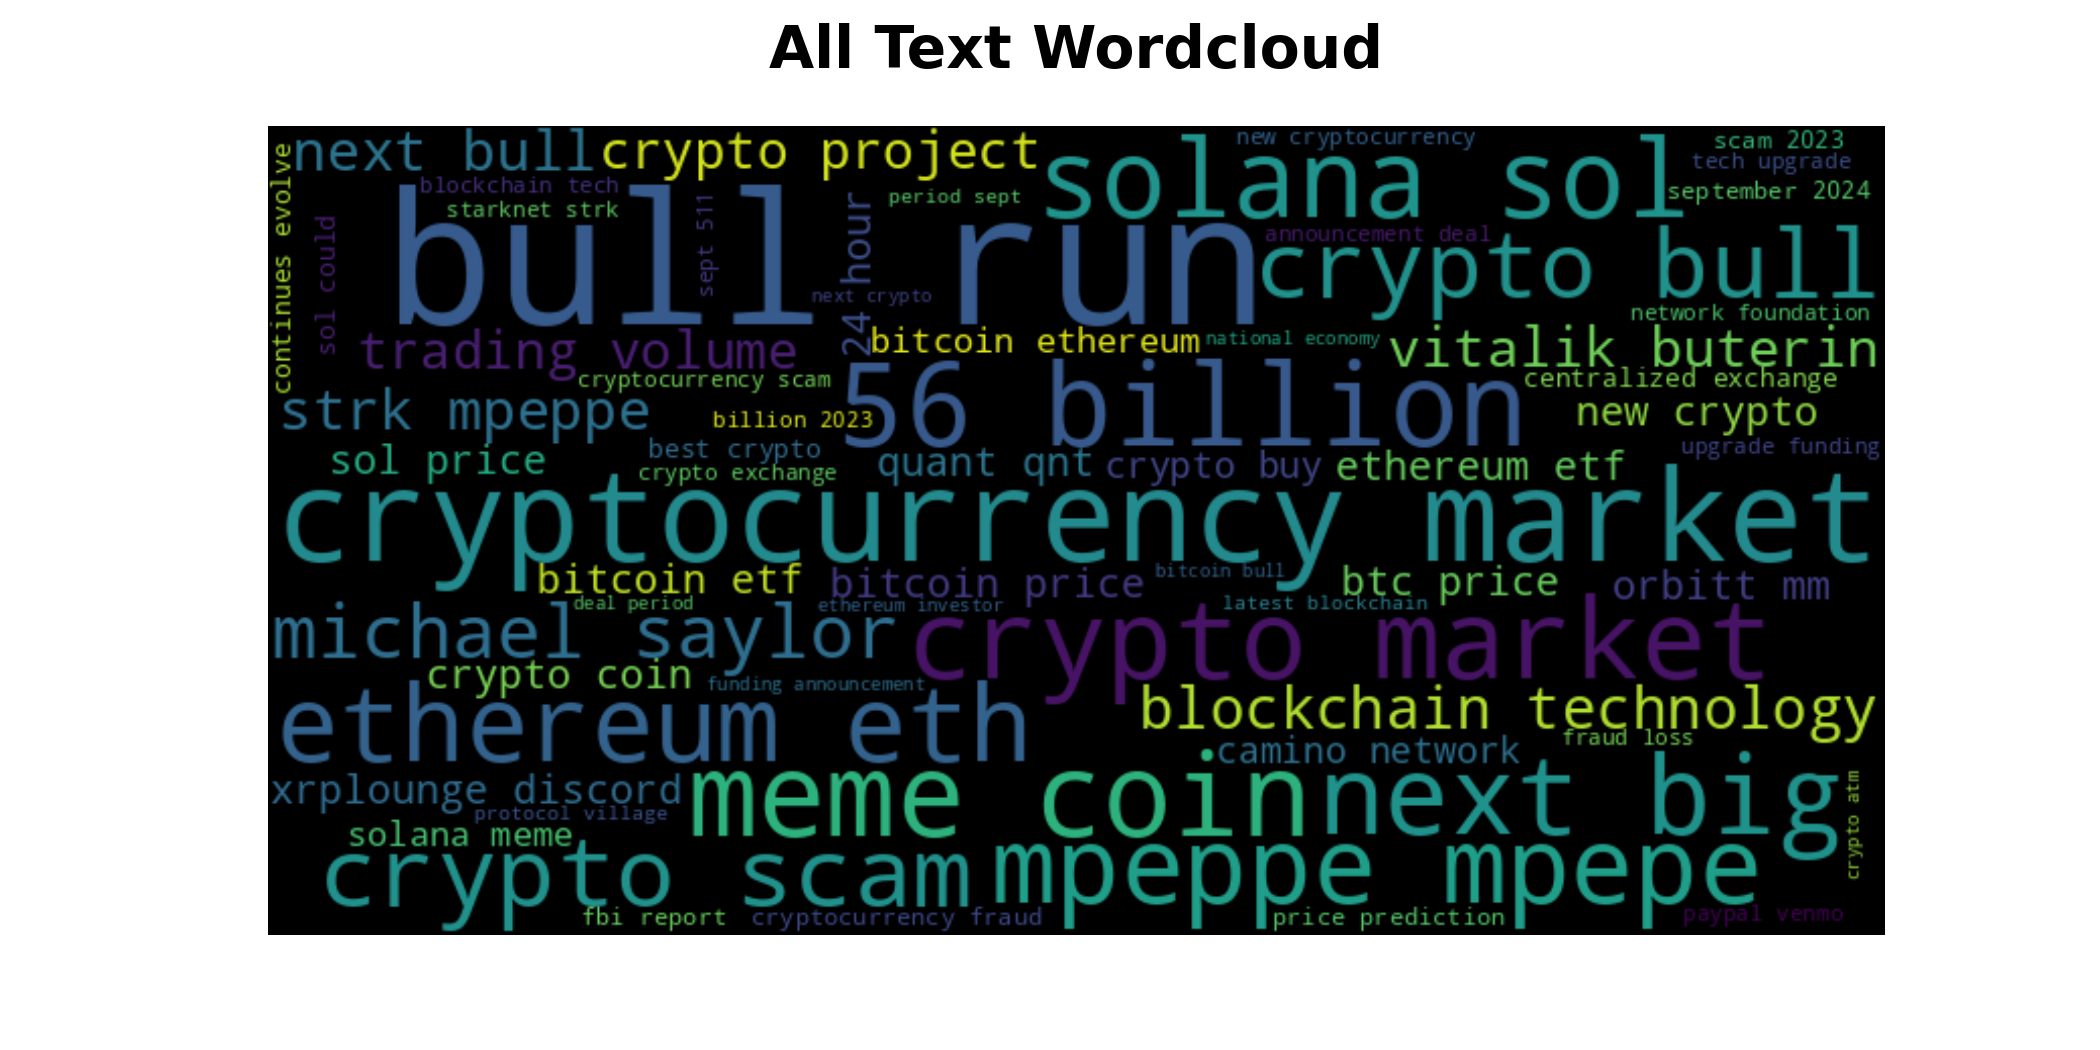 All Text Wordcloud
next bull
crypto project
solana sol
new cryptocurrency
scam 2023
tech upgrade
september 2024
continues evolve
blockchain tech
starknet strk
sol could
bull run
sept 511
24 hour
period sept
next crypto
announcement deal
crypto bull
network foundation
trading volume
bitcoin ethereum
national economy
vitalik buterin
cryptocurrency scam
56 billion
centralized exchange
strk mpeppe
billion 2023
new crypto
sol price
best crypto
crypto exchange
quant qnt
crypto buy
ethereum etf
upgrade funding
cryptocurrency market
bitcoin etf
bitcoin price
bitcoin bull
btc price
orbitt mm
deal period
ethereum investor
latest blockchain
michael saylor
crypto market
crypto coin
funding announcement
ethereum eth
blockchain technology
fraud loss
camino network
xrplounge discord
meme coin
next big
protocol village
crypto atm
solana meme
crypto scam
mpeppe mpepe
fbi report
cryptocurrency fraud
price prediction
paypal venmo